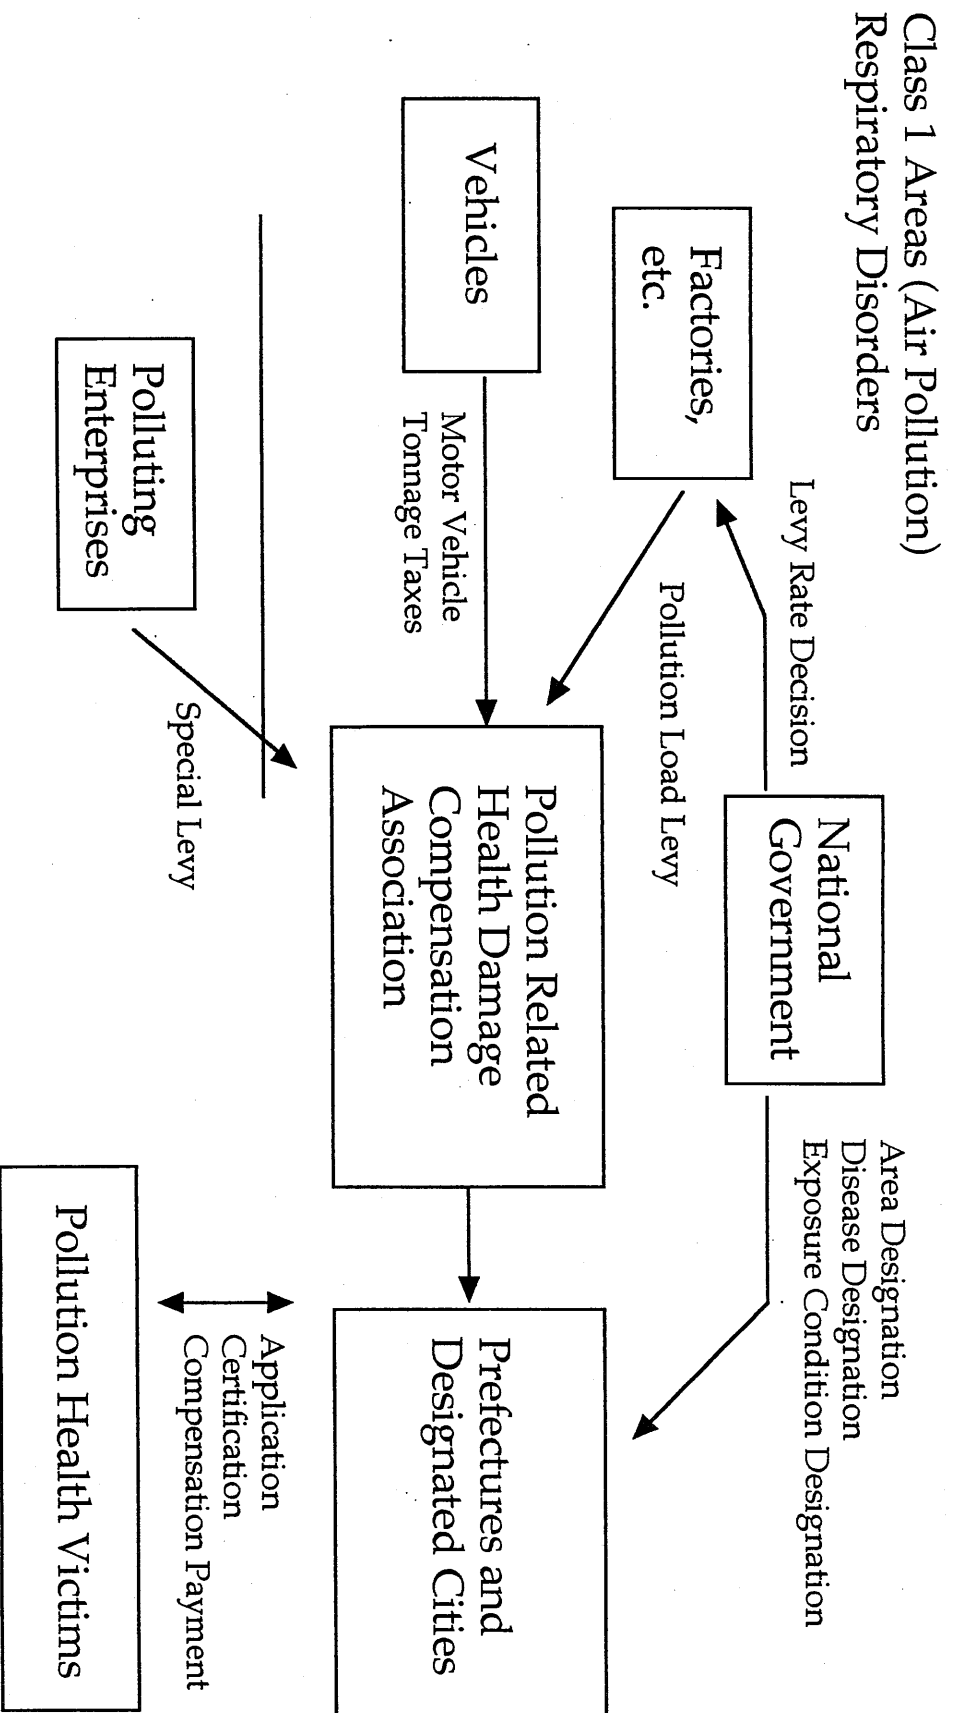 Class 1 Areas (Air Pollution)
Respiratory Disorders
Levy Rate Decision
National
Government
Area Designation
Disease Designation
Exposure Condition Designation
Factories,
etc.
Pollution Load Levy
Vehicles
Motor Vehicle
Tonnage Taxes
Pollution Related
Health Damage
Compensation
Association
Prefectures and
Designated Cities
Polluting
Enterprises
Special Levy
Application
Certification
Compensation Payment
Pollution Health Victims